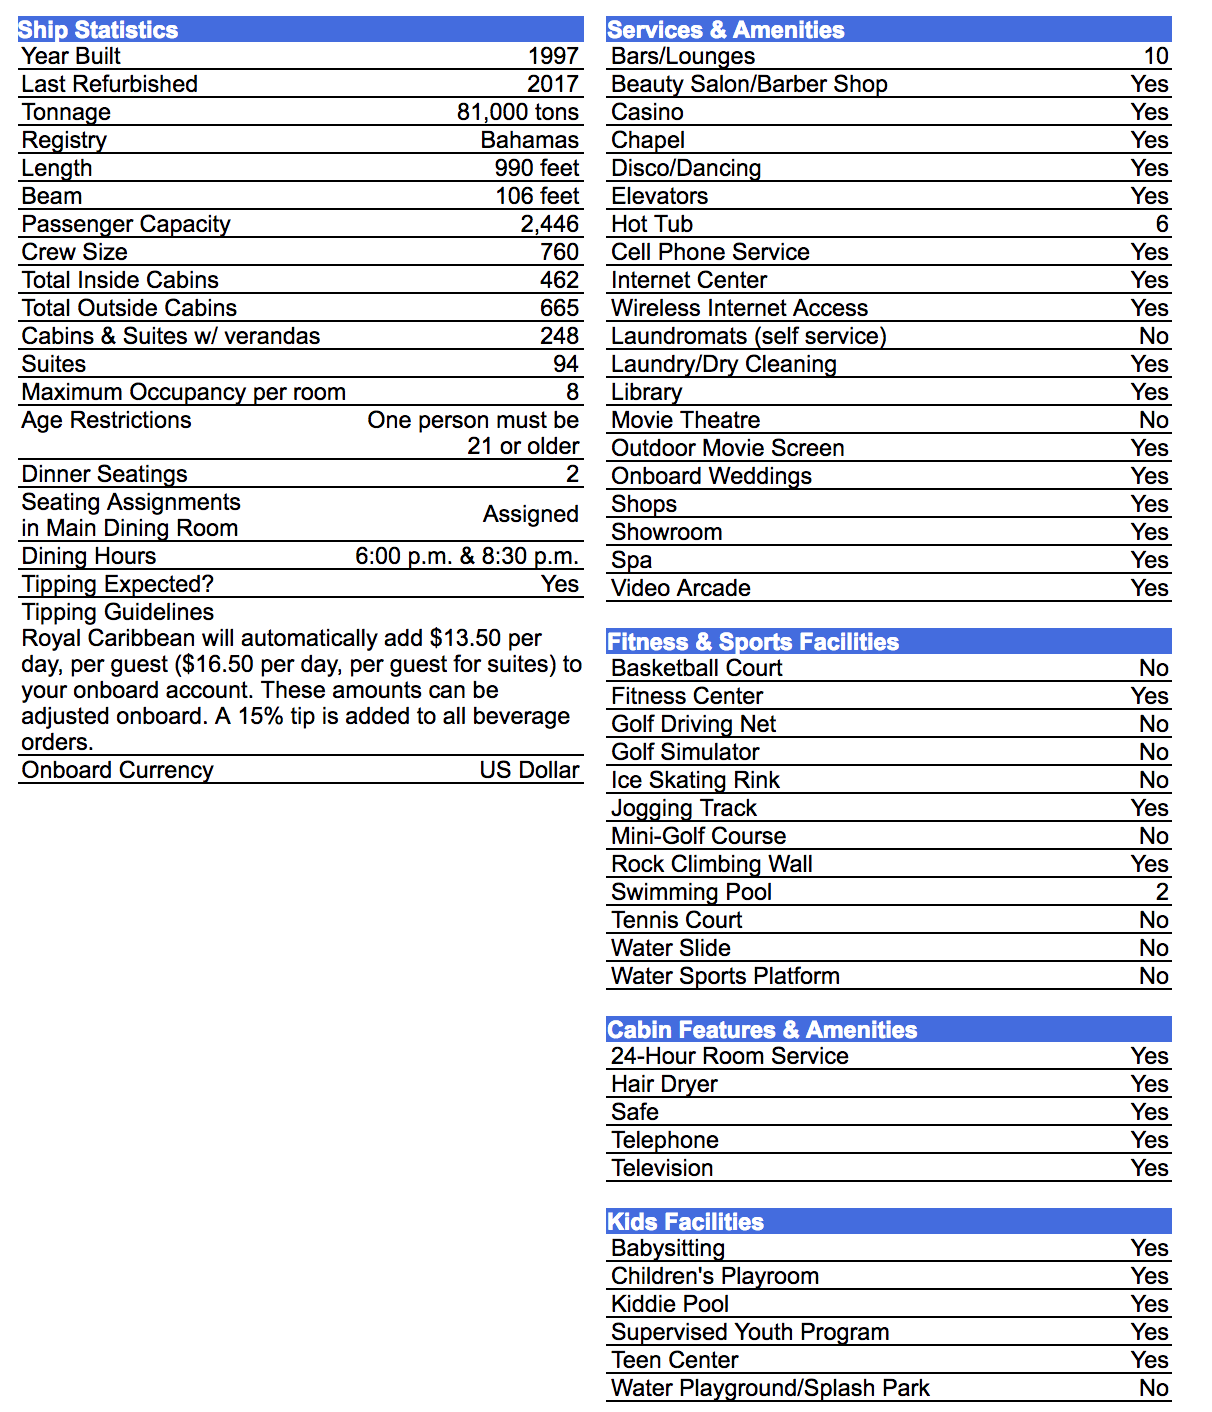 Ship Statistics
Year Built 1997
Last Refurbished 2017
Tonnage 81,000 tons
Registry Bahamas
Length 990 feet
Beam 106 feet
Passenger Capacity 2,446
Crew Size 760
Total Inside Cabins 462
Total Outside Cabins 665
Cabins & Suites w/ verandas 248
Suites 94
Maximum Occupancy per room 8
Age Restrictions One person must be
21 or older
Dinner Seatings 2
Seating Assignments
in Main Dining Room Assigned
Dining Hours 6:00 p.m. & 8:30 p.m.
Tipping Expected? Yes
Tipping Guidelines
Royal Caribbean will automatically add $13.50 per
day, per guest ($16.50 per day, per guest for suites) to
your onboard account. These amounts can be
adjusted onboard. A 15% tip is added to all beverage
orders.
Onboard Currency US Dollar
Services & Amenities
Bars/Lounges 10
Beauty Salon/Barber Shop Yes
Casino Yes
Chapel Yes
Disco/Dancing Yes
Elevators Yes
Hot Tub 6
Cell Phone Service Yes
Internet Center Yes
Wireless Internet Access Yes
Laundromats (self service) No
Laundry/Dry Cleaning Yes
Library Yes
Movie Theatre No
Outdoor Movie Screen Yes
Onboard Weddings Yes
Shops Yes
Showroom Yes
Spa Yes
Video Arcade Yes
Fitness & Sports Facilities
Basketball Court No
Fitness Center Yes
Golf Driving Net No
Golf Simulator No
Ice Skating Rink No
Jogging Track Yes
Mini-Golf Course No
Rock Climbing Wall Yes
Swimming Pool 2
Tennis Court No
Water Slide No
Water Sports Platform No
Cabin Features & Amenities
24-Hour Room Service Yes
Hair Dryer Yes
Safe Yes
Telephone Yes
Television Yes
Kids Facilities
Babysitting Yes
Children's Playroom Yes
Kiddie Pool Yes
Supervised Youth Program Yes
Teen Center Yes
Water Playground/Splash Park No